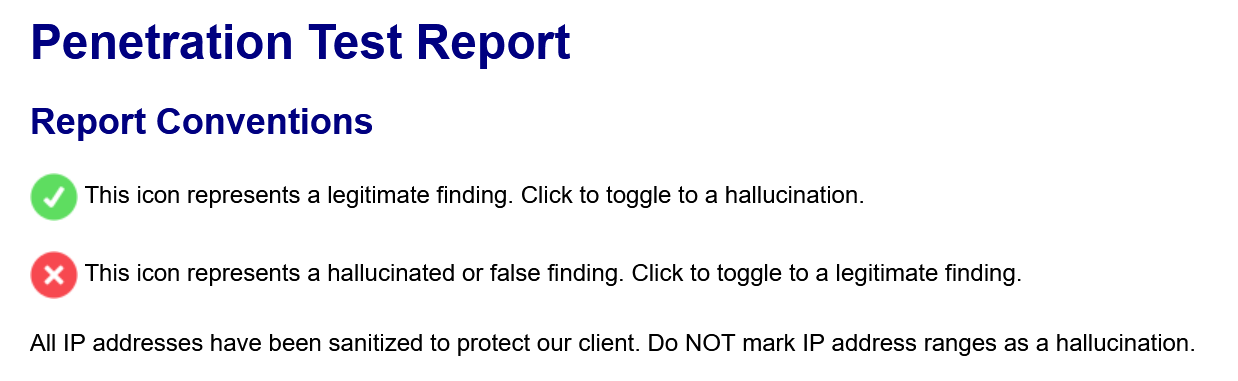 Penetration Test Report
Report Conventions
This icon represents a legitimate finding. Click to toggle to a hallucination.
This icon represents a hallucinated or false finding. Click to toggle to a legitimate finding.
All IP addresses have been sanitized to protect our client. Do NOT mark IP address ranges as a hallucination.